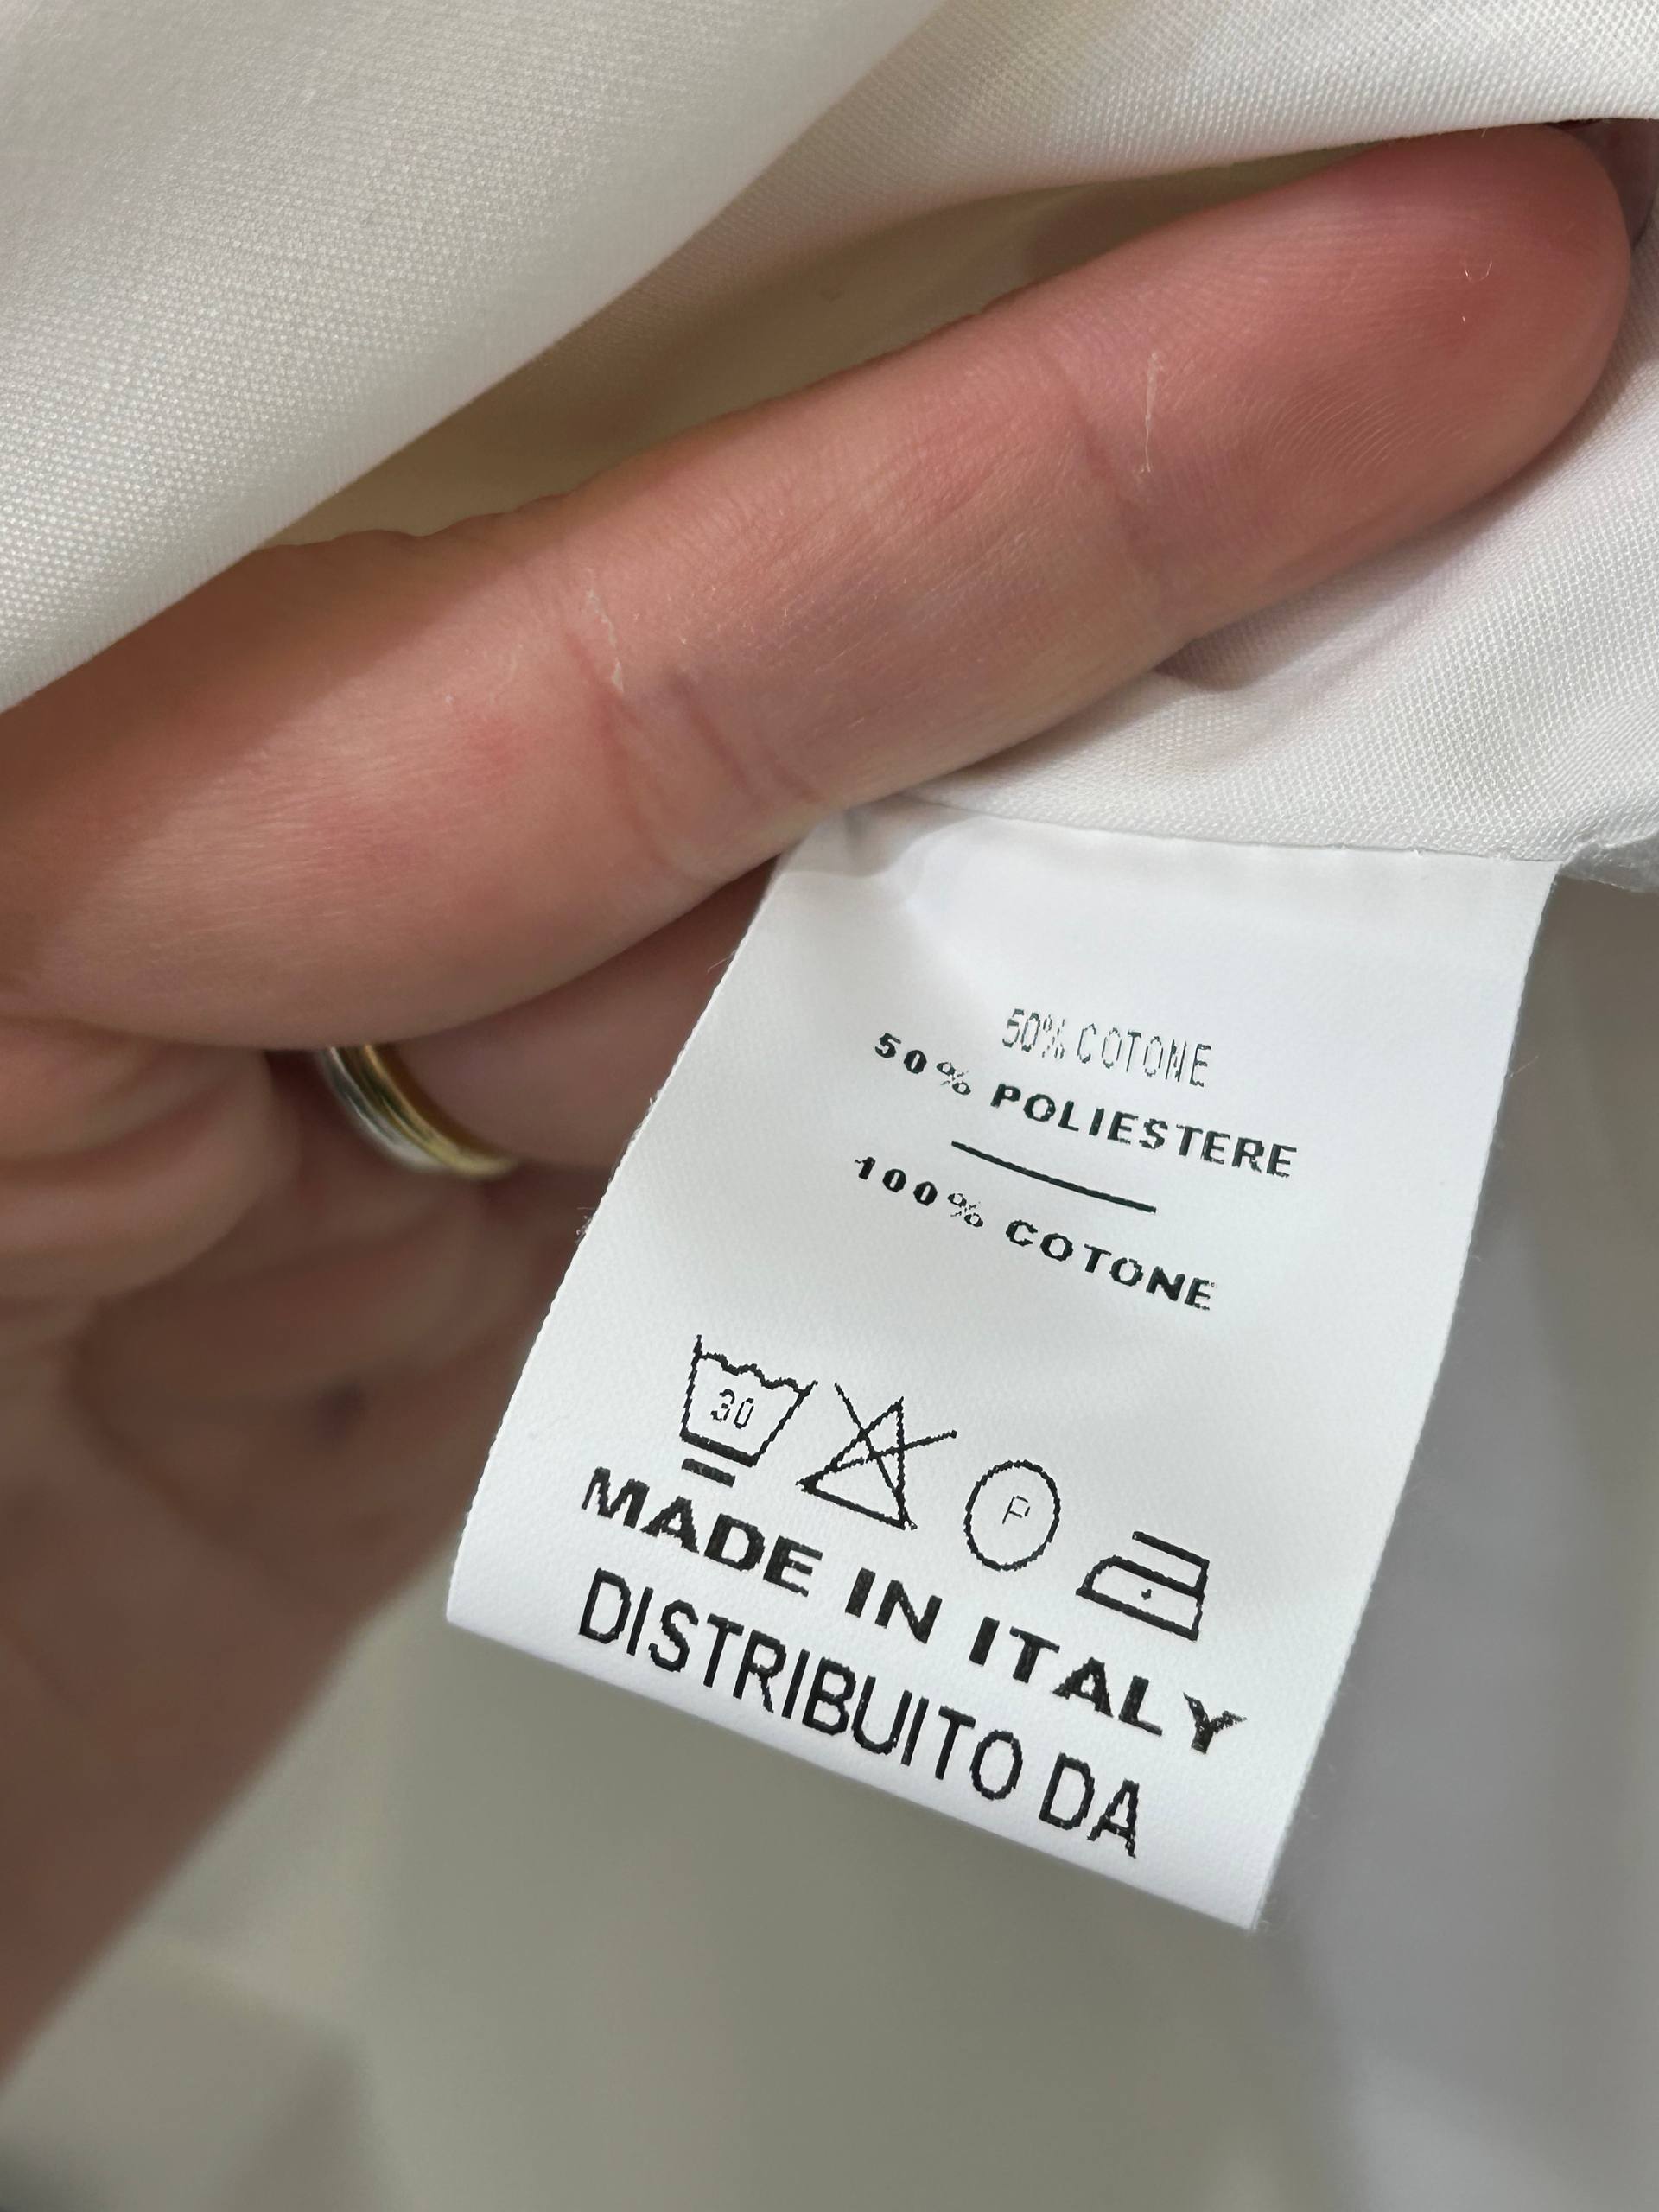 50% COTONE
50% POLIESTERE
100% COTONE
30
P
MADE IN ITALY
DISTRIBUITO DA